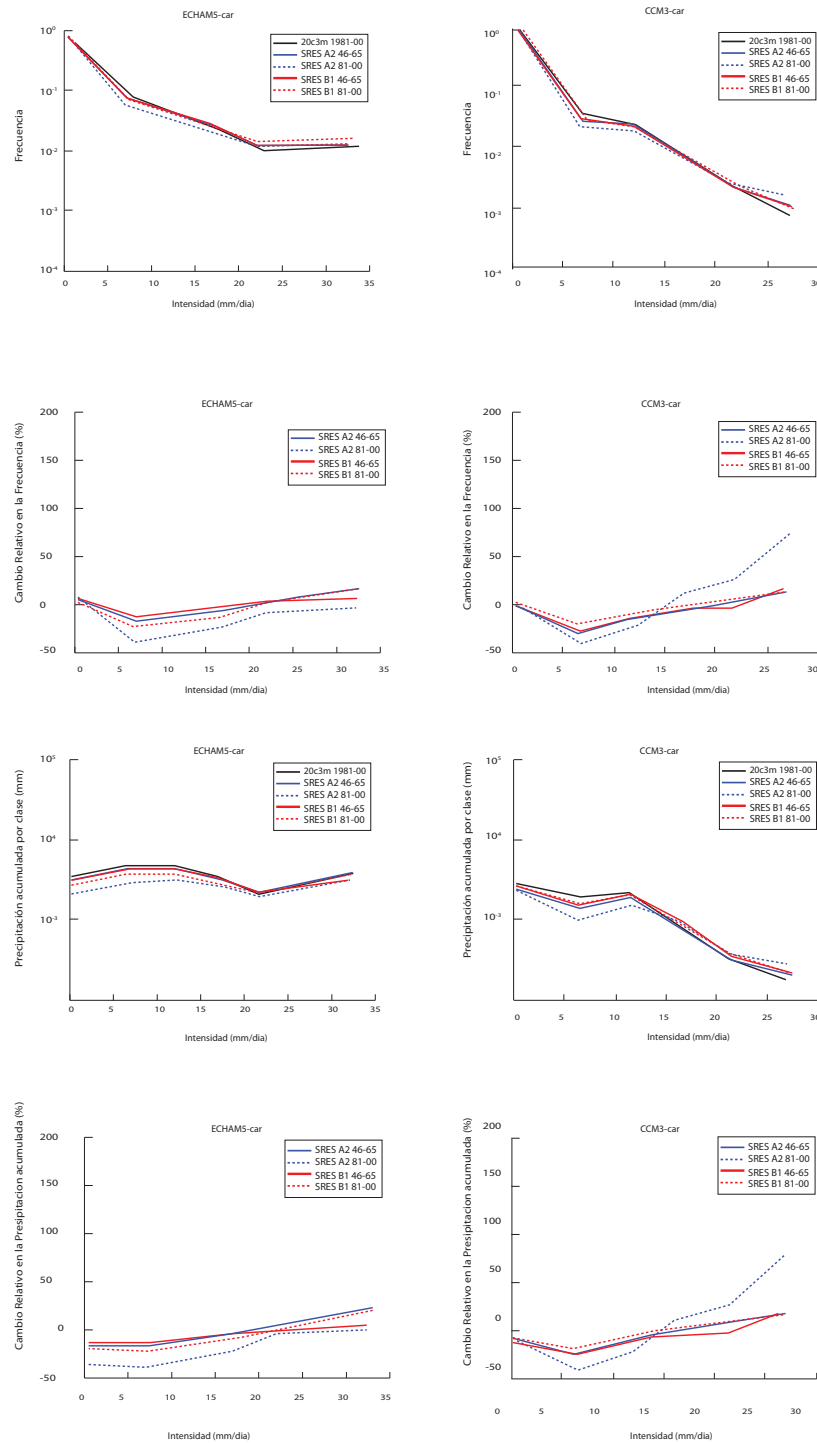 ECHAM5-car
10⁰
10⁻¹
10⁻²
10⁻³
10⁻⁴
Frecuencia
20c3m 1981-00
SRES A2 46-65
SRES A2 81-00
SRES B1 46-65
SRES B1 81-00
0 5 10 15 20 25 30 35
Intensidad (mm/dia)
CCM3-car
10⁰
10⁻¹
10⁻²
10⁻³
10⁻⁴
Frecuencia
20c3m 1981-00
SRES A2 46-65
SRES A2 81-00
SRES B1 46-65
SRES B1 81-00
0 5 10 15 20 25 30
Intensidad (mm/dia)
ECHAM5-car
200
150
100
50
0
-50
Cambio Relativo en la Frecuencia (%)
SRES A2 46-65
SRES A2 81-00
SRES B1 46-65
SRES B1 81-00
0 5 10 15 20 25 30 35
Intensidad (mm/dia)
CCM3-car
200
150
100
50
0
-50
Cambio Relativo en la Frecuencia (%)
SRES A2 46-65
SRES A2 81-00
SRES B1 46-65
SRES B1 81-00
0 5 10 15 20 25 30
Intensidad (mm/dia)
ECHAM5-car
10⁵
10⁴
10⁻³
Precipitación acumulada por clase (mm)
20c3m 1981-00
SRES A2 46-65
SRES A2 81-00
SRES B1 46-65
SRES B1 81-00
0 5 10 15 20 25 30 35
Intensidad (mm/dia)
CCM3-car
10⁵
10⁴
10⁻³
Precipitación acumulada por clase (mm)
20c3m 1981-00
SRES A2 46-65
SRES A2 81-00
SRES B1 46-65
SRES B1 81-00
0 5 10 15 20 25 30
Intensidad (mm/dia)
ECHAM5-car
200
150
100
50
0
-50
Cambio Relativo en la Presipitacion acumulada (%)
SRES A2 46-65
SRES A2 81-00
SRES B1 46-65
SRES B1 81-00
0 5 10 15 20 25 30 35
Intensidad (mm/dia)
CCM3-car
200
150
100
50
0
-50
Cambio Relativo en la Presipitacion acumulada (%)
SRES A2 46-65
SRES A2 81-00
SRES B1 46-65
SRES B1 81-00
0 5 10 15 20 25 30
Intensidad (mm/dia)